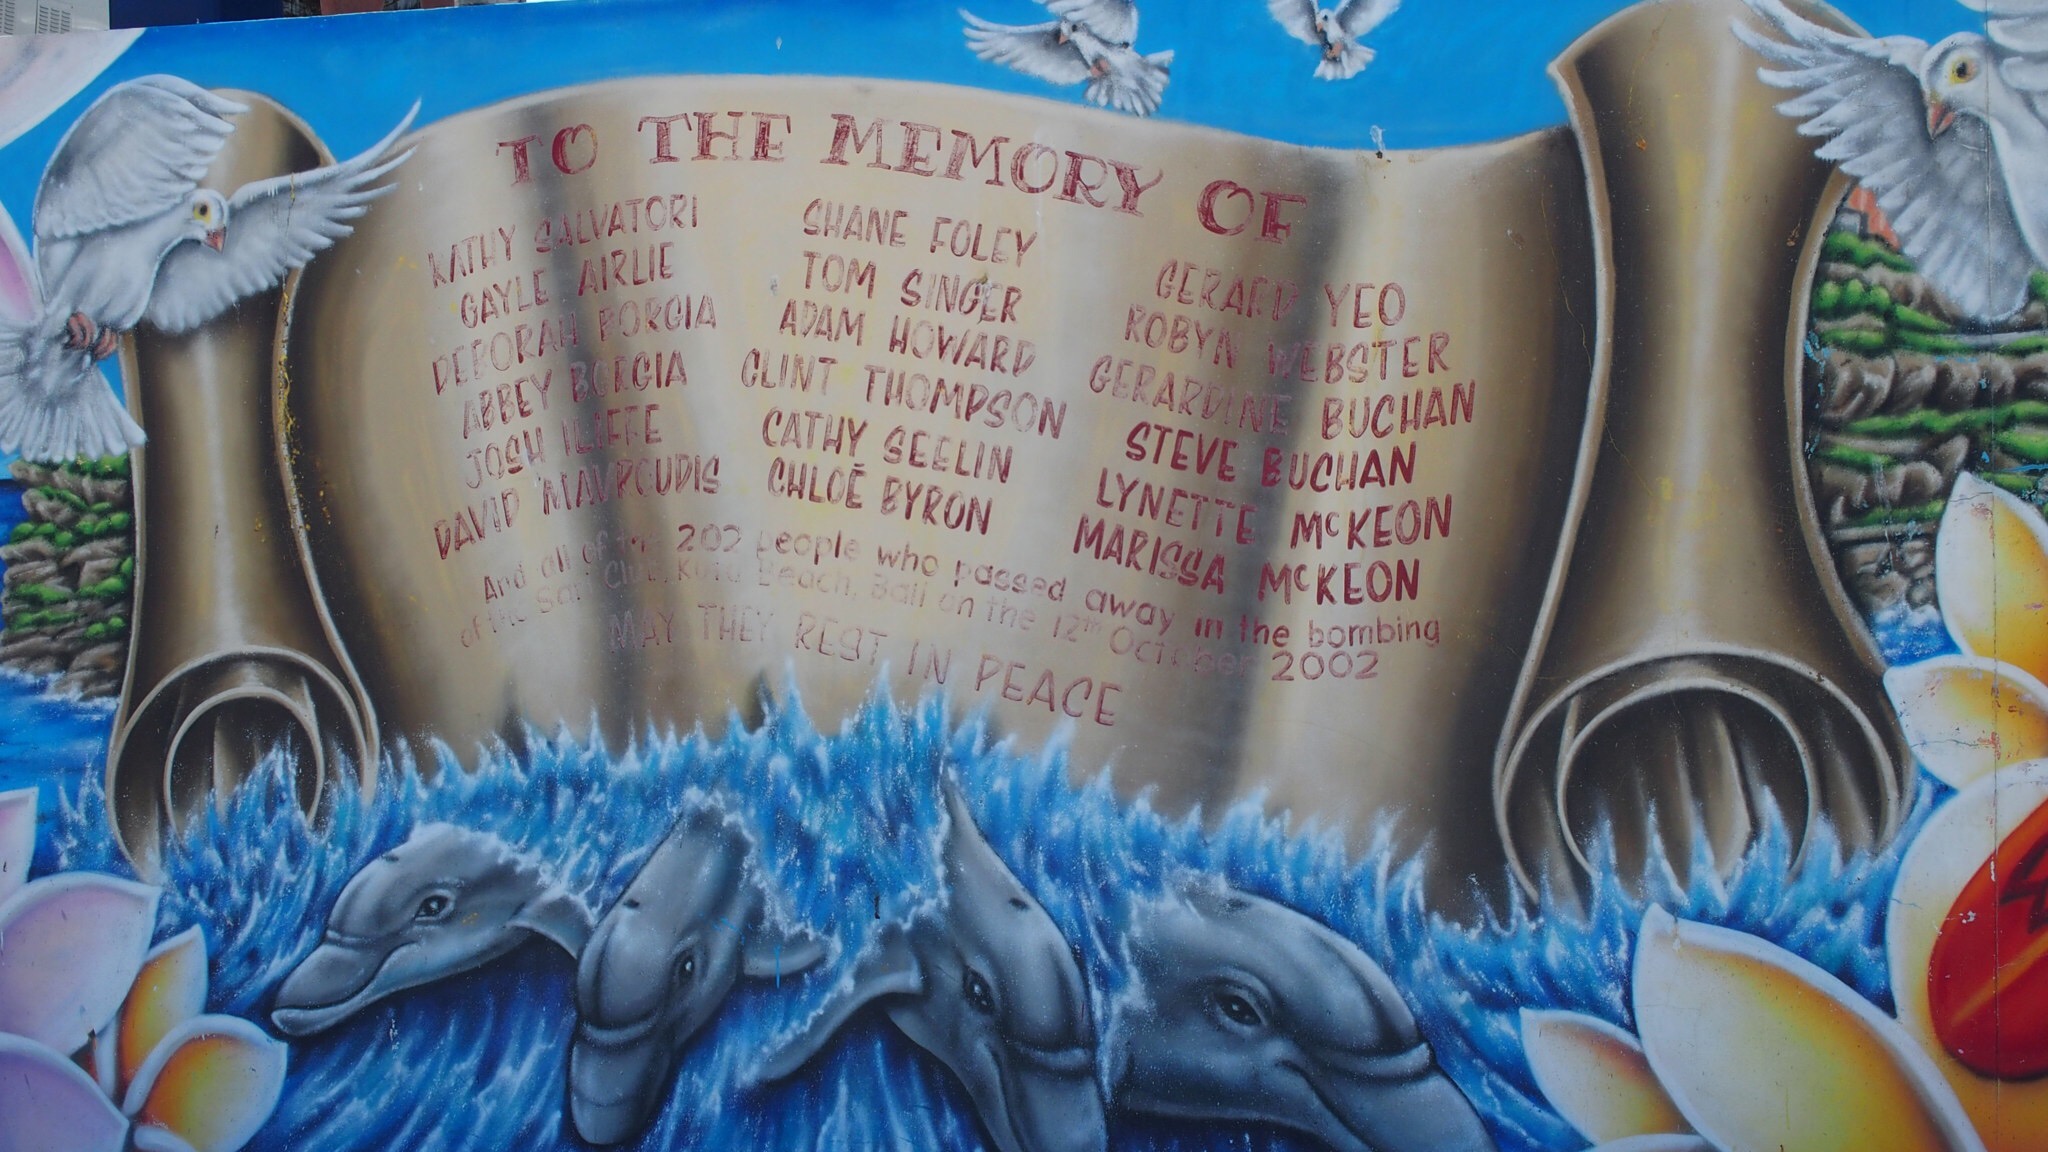 TO THE MEMORY OF
KATHY SALVATORI
GAYLE AIRLIE
DEBORAH BORGIA
ABBEY BORGIA
JOSH ILIFFE
DAVID MAVROUDIS
SHANE FOLEY
TOM SINGER
ADAM HOWARD
CLINT THOMPSON
CATHY SEELIN
CHLOÉ BYRON
GERARD YEO
ROBYN WEBSTER
GERARDINE BUCHAN
STEVE BUCHAN
LYNETTE McKEON
MARISSA McKEON
And all of the 202 people who passed away in the bombing
of the Sari Club, Kuta Beach, Bali on the 12th October 2002
MAY THEY REST IN PEACE